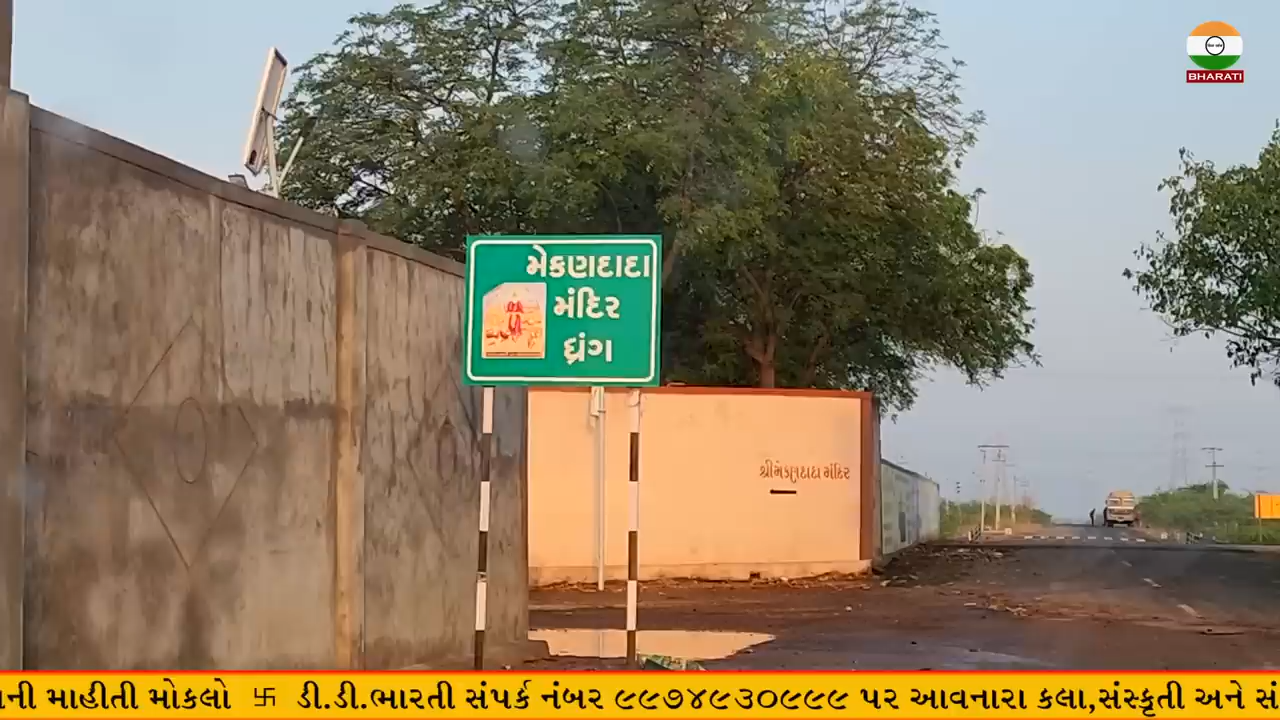 BHARATI
મેકણદાદા
મંદિર
ધ્રંગ
શ્રીમેકણદાદા મંદિર
ની માહીતી મોકલો 卐 ડી.ડી.ભારતી સંપર્ક નંબર ૯૯૭૪૯૩૦૯૯૯ પર આવનારા કલા,સંસ્કૃતી અને સં